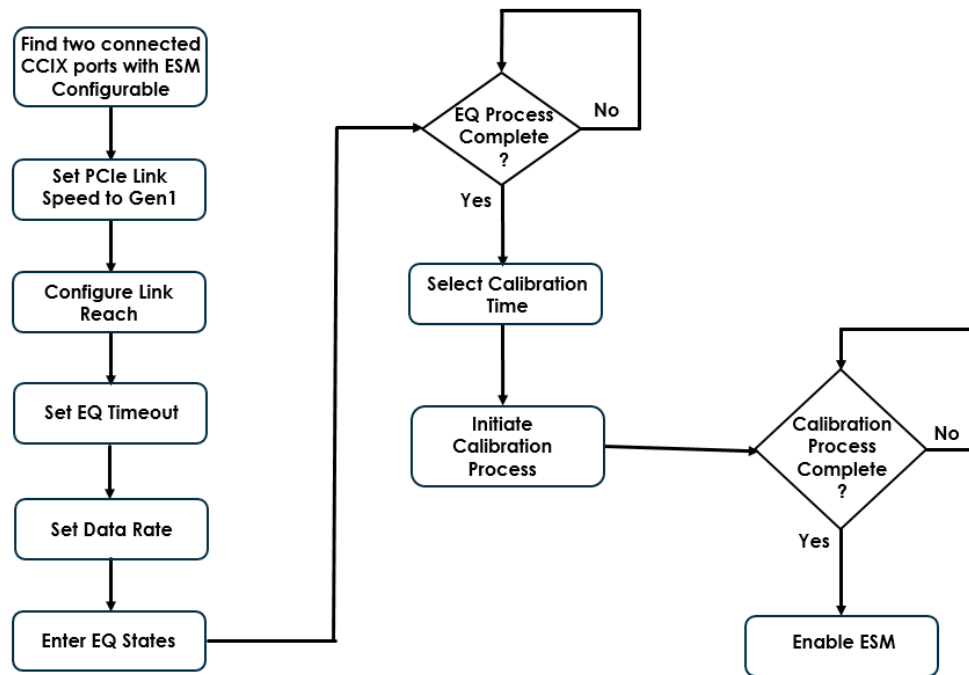 Find two connected
CCIX ports with ESM
Configurable
Set PCIe Link
Speed to Gen1
Configure Link
Reach
Set EQ Timeout
Set Data Rate
Enter EQ States
EQ Process
Complete
?
No
Yes
Select Calibration
Time
Initiate
Calibration
Process
Calibration
Process
Complete
?
No
Yes
Enable ESM